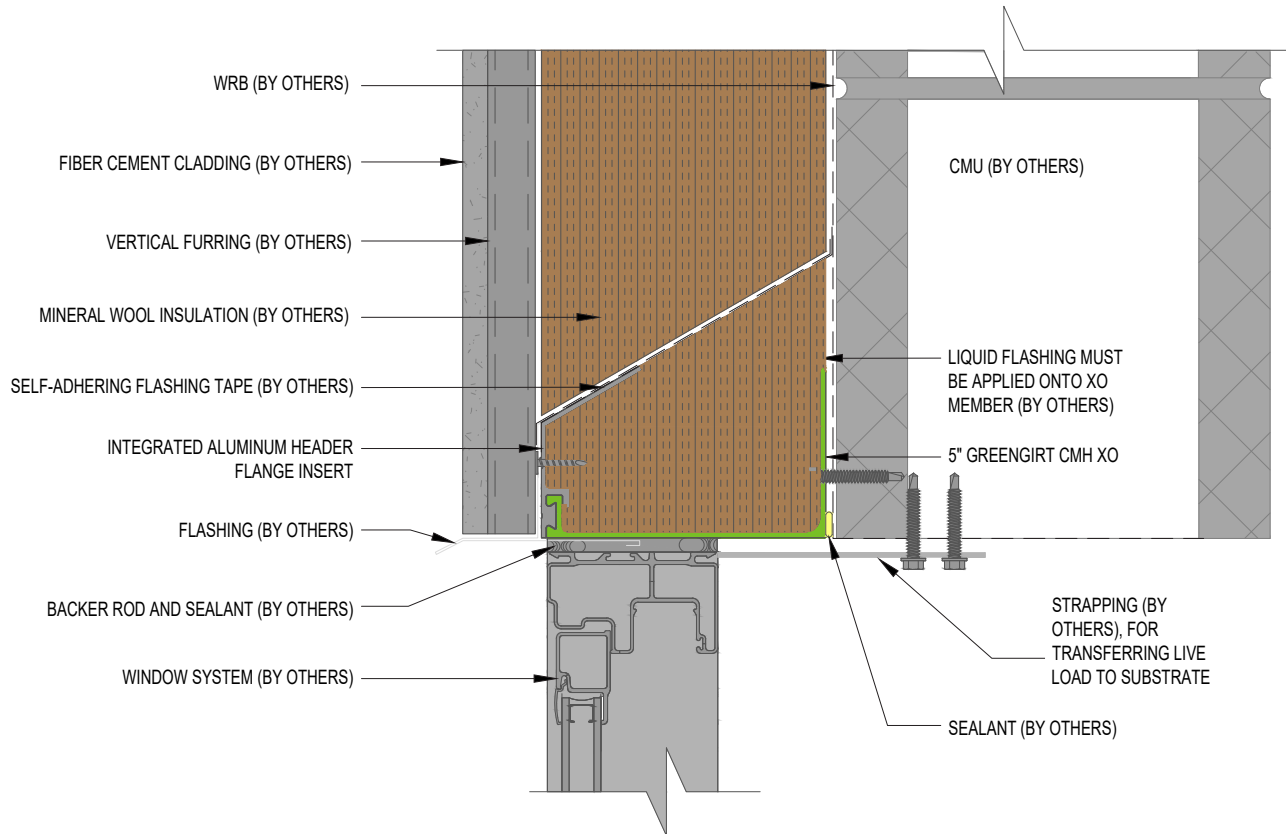 WRB (BY OTHERS)
FIBER CEMENT CLADDING (BY OTHERS)
VERTICAL FURRING (BY OTHERS)
MINERAL WOOL INSULATION (BY OTHERS)
SELF-ADHERING FLASHING TAPE (BY OTHERS)
INTEGRATED ALUMINUM HEADER
FLANGE INSERT
FLASHING (BY OTHERS)
BACKER ROD AND SEALANT (BY OTHERS)
WINDOW SYSTEM (BY OTHERS)
CMU (BY OTHERS)
LIQUID FLASHING MUST
BE APPLIED ONTO XO
MEMBER (BY OTHERS)
5" GREENGIRT CMH XO
STRAPPING (BY
OTHERS), FOR
TRANSFERRING LIVE
LOAD TO SUBSTRATE
SEALANT (BY OTHERS)